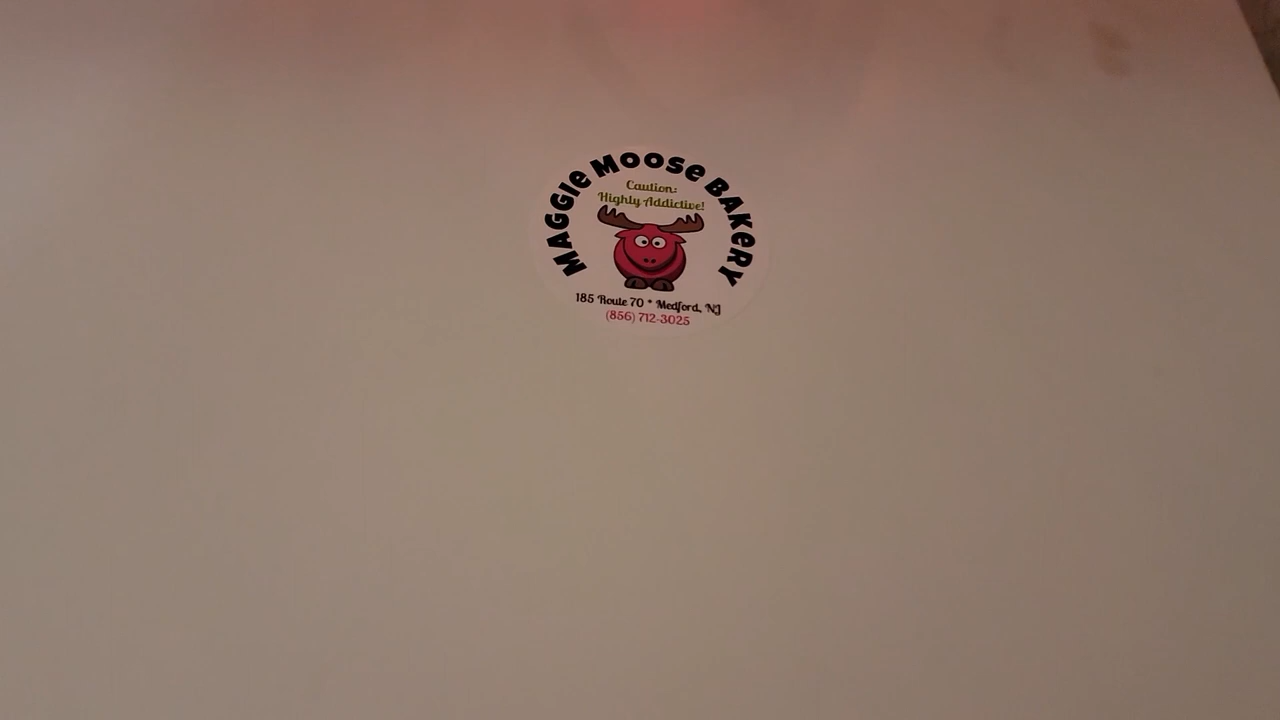 MAGGIE MOOSE BAKERY
Caution:
Highly Addictive!
185 Route 70 * Medford, NJ
(856) 712-3025